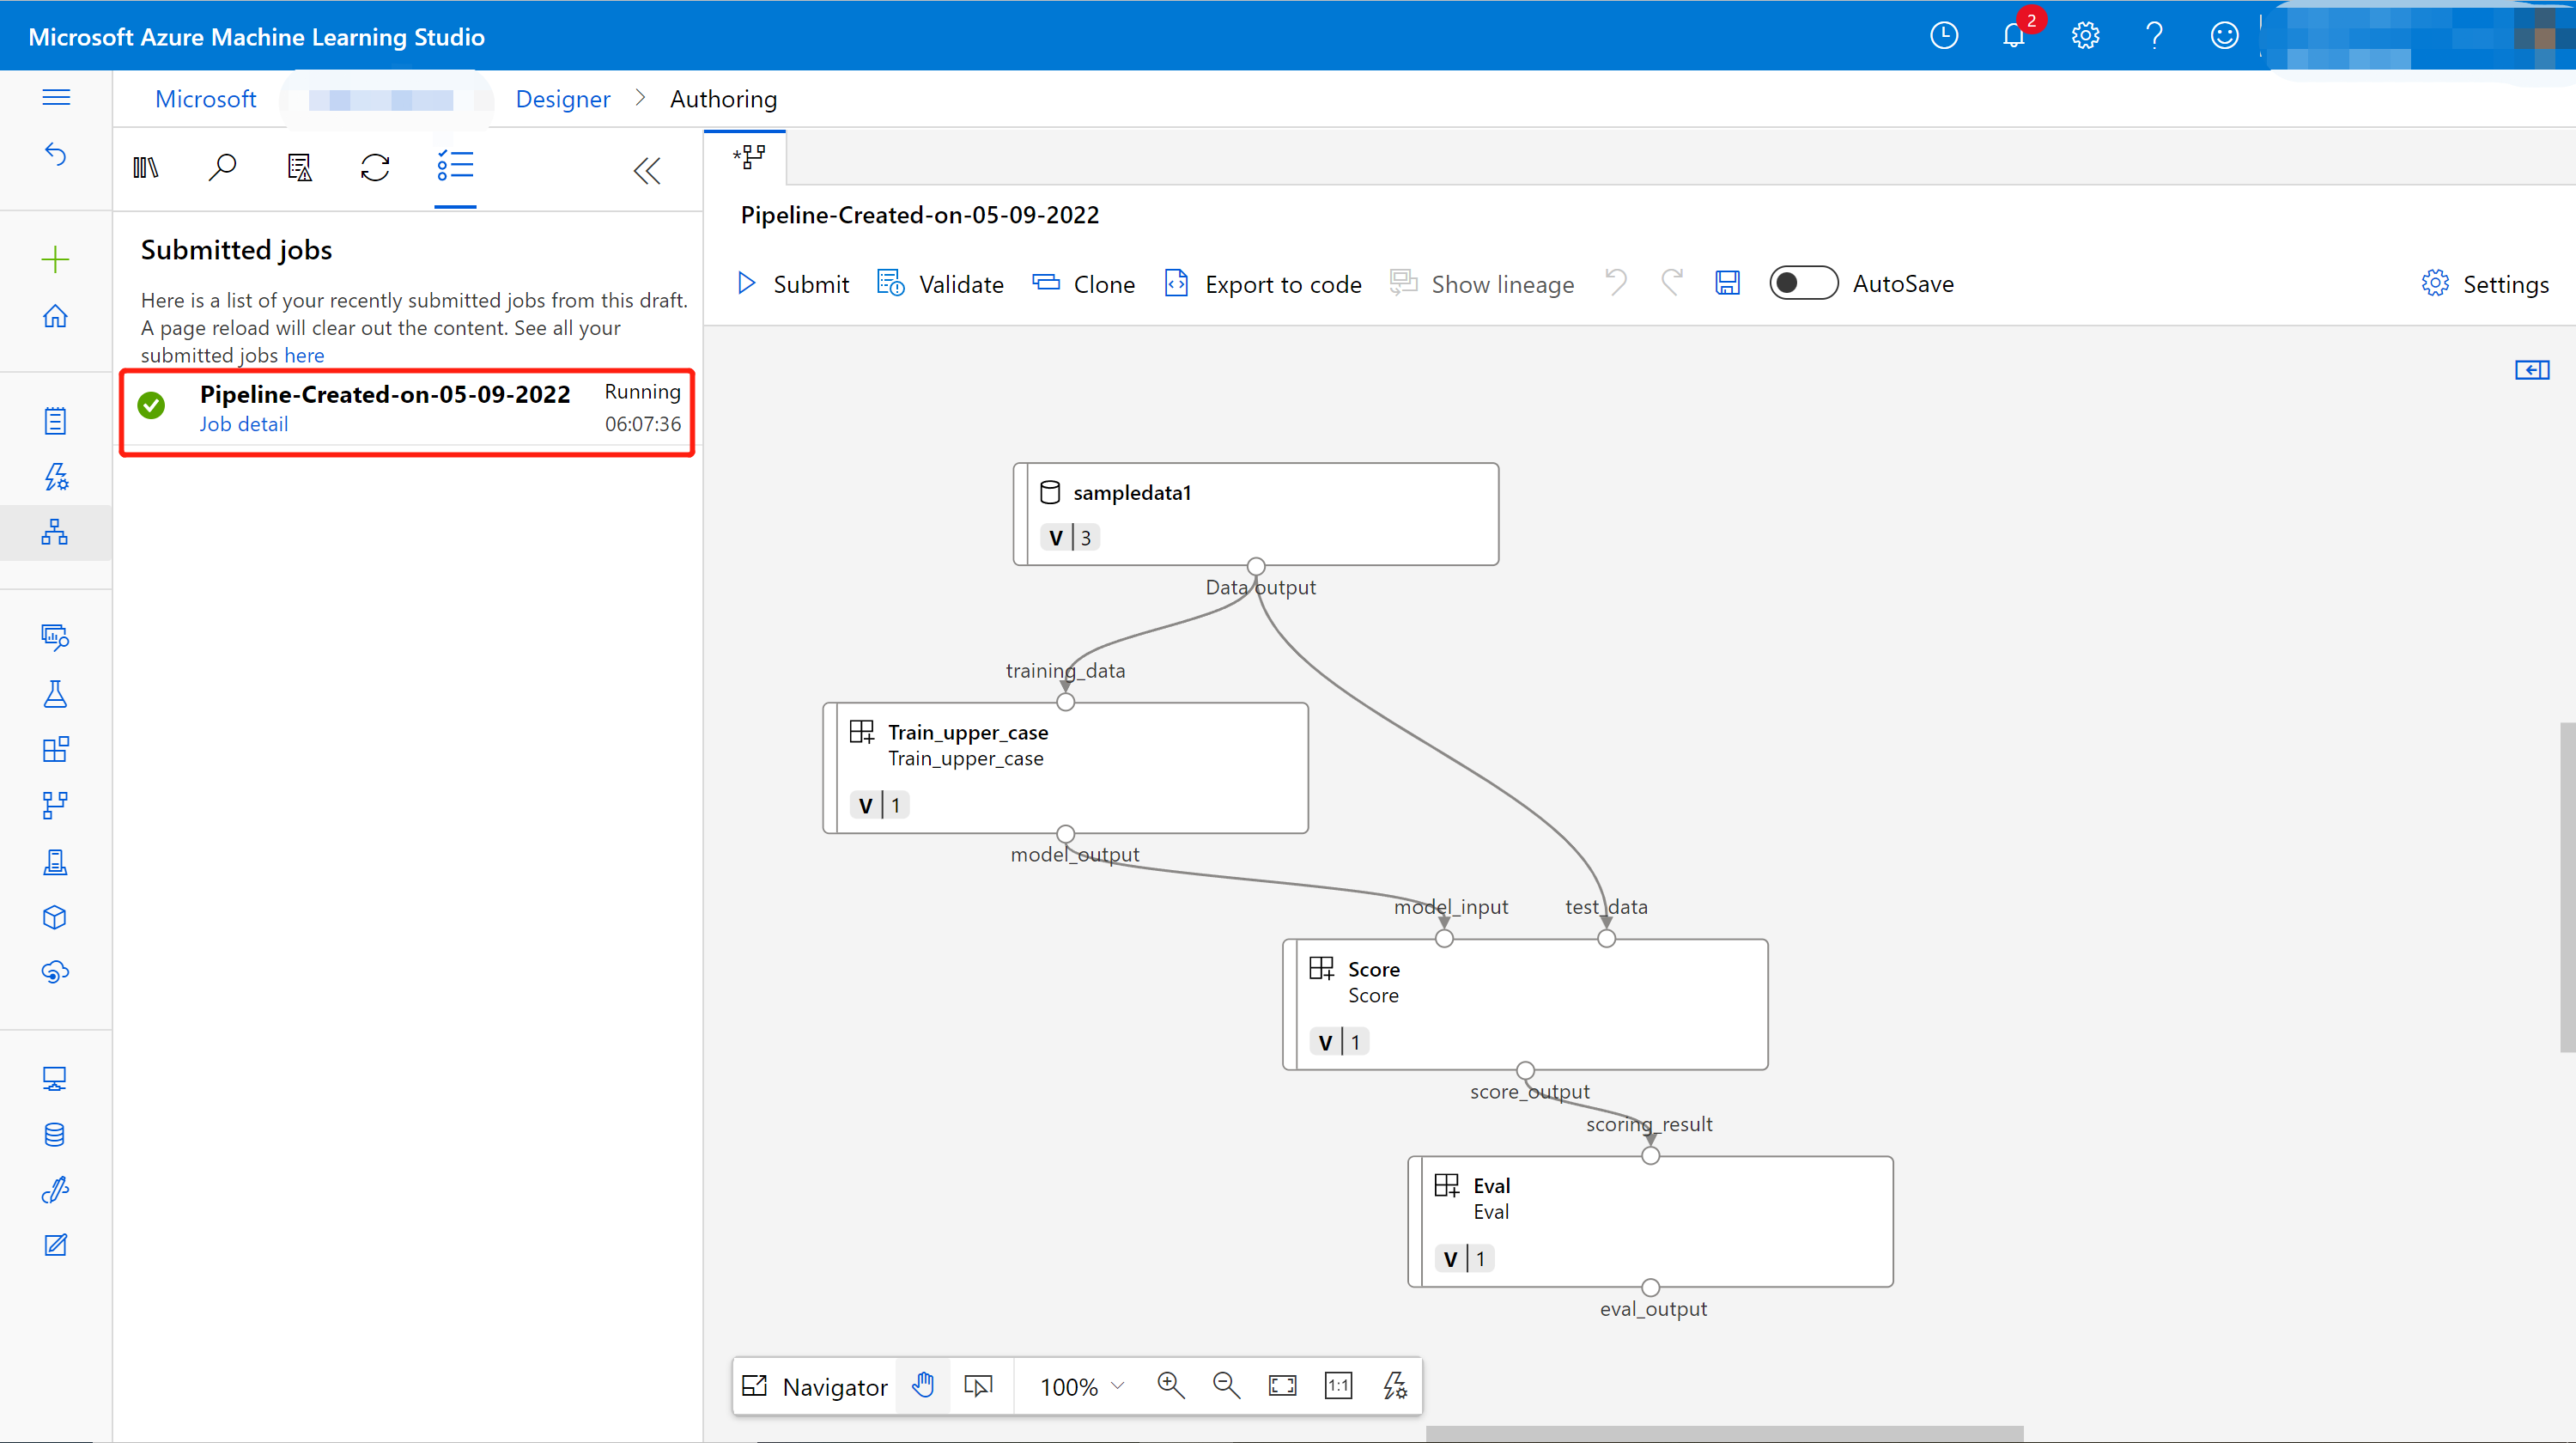 Microsoft Azure Machine Learning Studio
2
Microsoft
Designer > Authoring
Submitted jobs
Here is a list of your recently submitted jobs from this draft.
A page reload will clear out the content. See all your
submitted jobs here
Pipeline-Created-on-05-09-2022
Running
Job detail
06:07:36
Pipeline-Created-on-05-09-2022
Submit
Validate
Clone
Export to code
Show lineage
AutoSave
Settings
sampledata1
V 3
Data output
training_data
Train_upper_case
Train_upper_case
V 1
model_output
model_input
test_data
Score
Score
V 1
score_output
scoring_result
Eval
Eval
V 1
eval_output
Navigator
100%
1:1